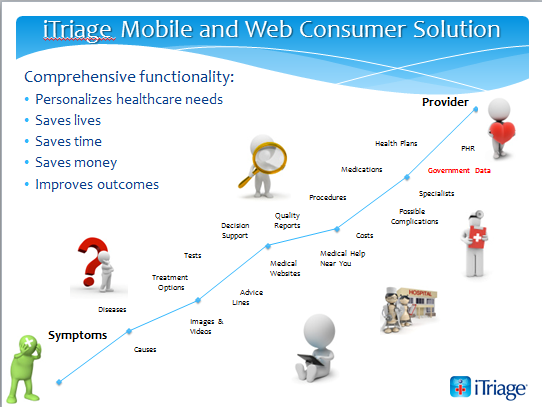 iTriage Mobile and Web Consumer Solution
Comprehensive functionality:
• Personalizes healthcare needs
• Saves lives
• Saves time
• Saves money
• Improves outcomes
Provider
Health Plans
PHR
Medications
Government Data
Procedures
Specialists
Quality
Reports
Possible
Complications
Decision
Support
Costs
Tests
Medical
Websites
Medical Help
Near You
Treatment
Options
Advice
Lines
HOSPITAL
Diseases
Images &
Videos
Symptoms
Causes
iTriage